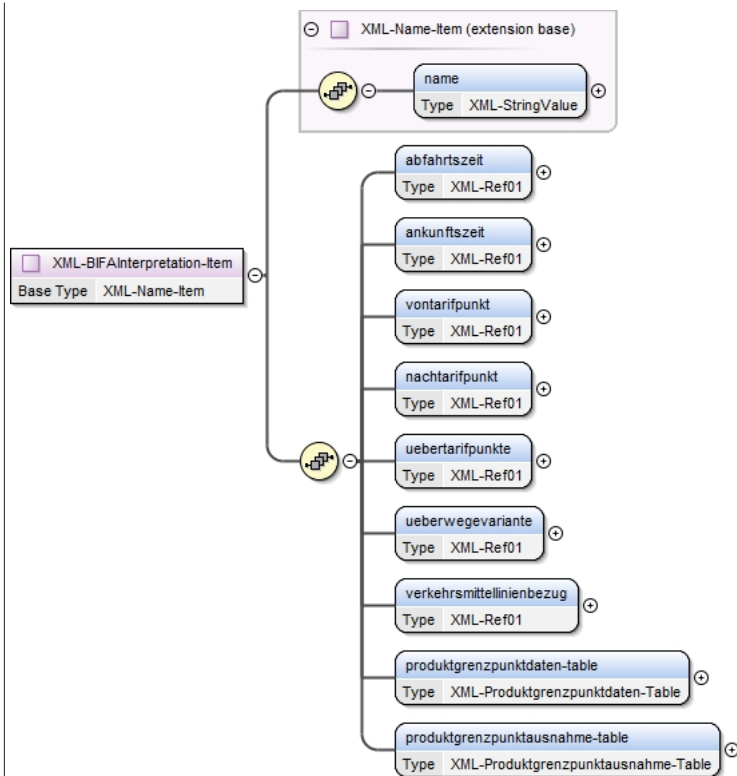 XML-Name-Item (extension base)
name
Type XML-StringValue
abfahrtszeit
Type XML-Ref01
ankunftszeit
Type XML-Ref01
vontarifpunkt
Type XML-Ref01
nachtarifpunkt
Type XML-Ref01
XML-BIFAInterpretation-Item
Base Type XML-Name-Item
uebertarifpunkte
Type XML-Ref01
ueberwegevariante
Type XML-Ref01
verkehrsmittellinienbezug
Type XML-Ref01
produktgrenzpunktdaten-table
Type XML-Produktgrenzpunktdaten-Table
produktgrenzpunktausnahme-table
Type XML-Produktgrenzpunktausnahme-Table